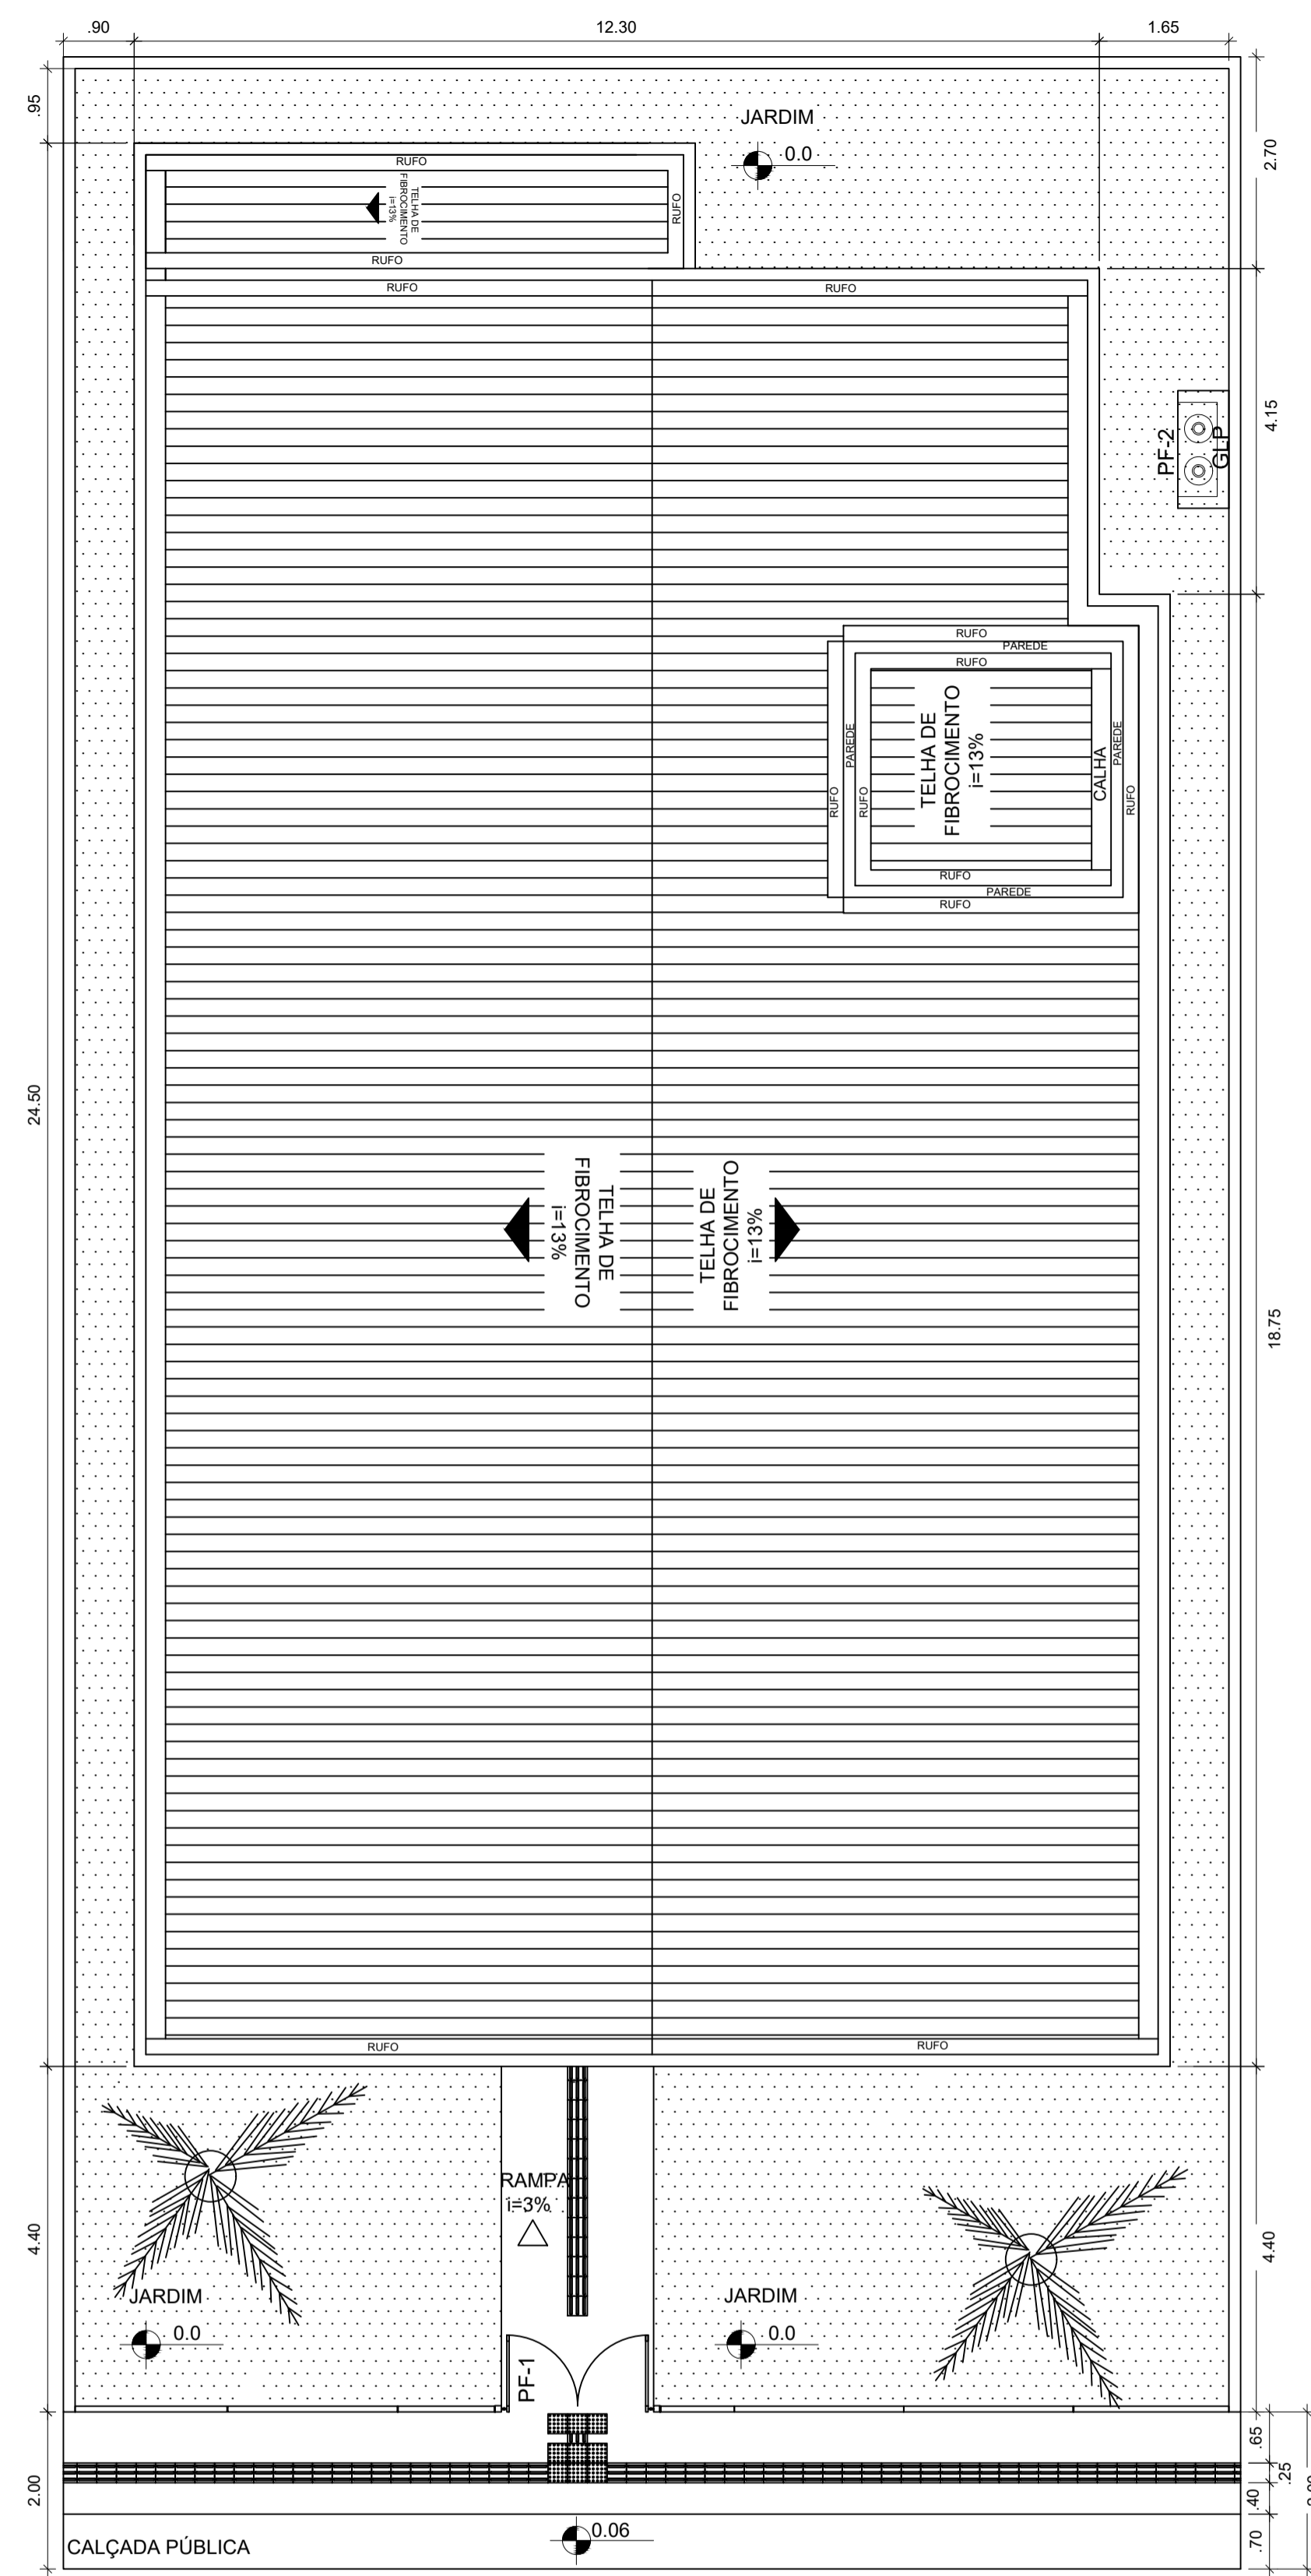 .90
12.30
1.65
.95
JARDIM
0.0
2.70
RUFO
TELHA DE
FIBROCIMENTO
i=13%
RUFO
RUFO
RUFO
RUFO
4.15
PF-2
GLP
RUFO
PAREDE
RUFO
PAREDE
RUFO
RUFO
TELHA DE
FIBROCIMENTO
i=13%
CALHA
PAREDE
RUFO
RUFO
PAREDE
RUFO
24.50
TELHA DE
FIBROCIMENTO
i=13%
TELHA DE
FIBROCIMENTO
i=13%
18.75
RUFO
RUFO
RAMPA
i=3%
4.40
4.40
JARDIM
0.0
JARDIM
0.0
PF-1
.65
.25
2.00
.40
.70
CALÇADA PÚBLICA
0.06